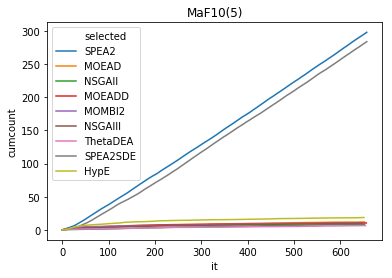 MaF10(5)
selected
SPEA2
MOEAD
NSGAII
MOEADD
MOMBI2
NSGAIII
ThetaDEA
SPEA2SDE
HypE
cumcount
300
250
200
150
100
50
0
0 100 200 300 400 500 600
it